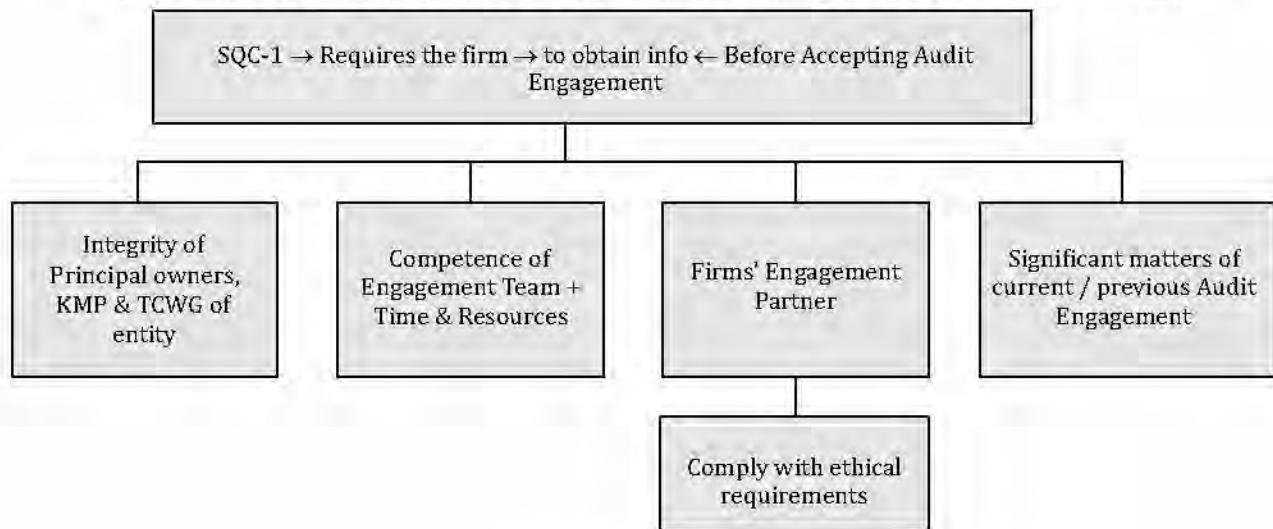 SQC-1 → Requires the firm → to obtain info ← Before Accepting Audit
Engagement
Integrity of
Principal owners,
KMP & TCWG of
entity
Competence of
Engagement Team +
Time & Resources
Firms' Engagement
Partner
Significant matters of
current / previous Audit
Engagement
Comply with ethical
requirements